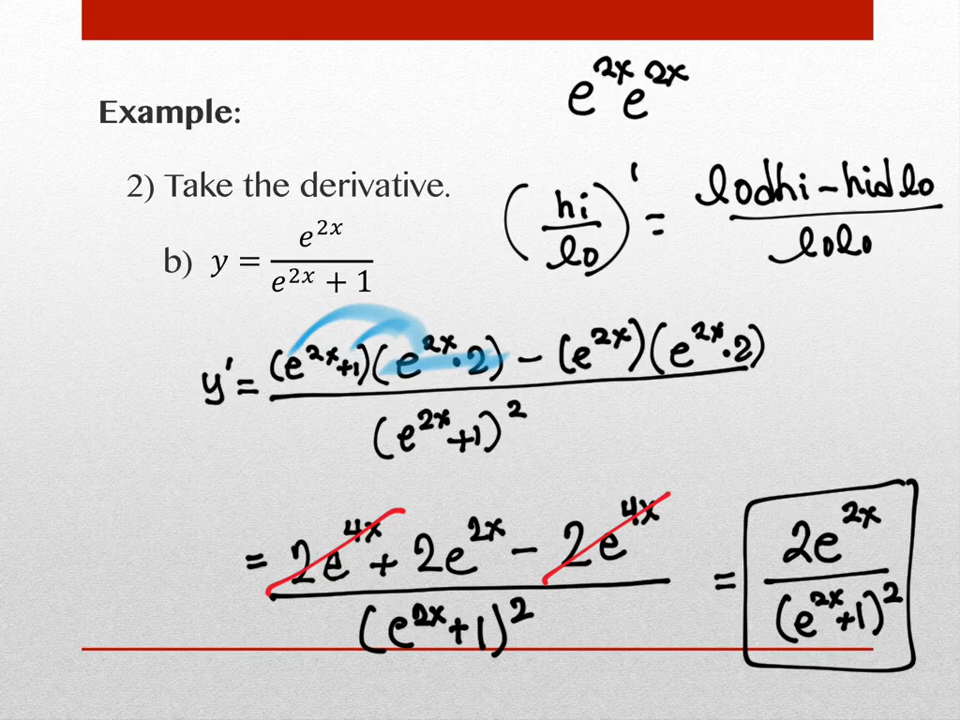 e^{2x}e^{2x}
Example:
2) Take the derivative.
(hi/lo)' = (lodhi - hidlo)/(lolo)
b) y = e^{2x}/(e^{2x} + 1)
y' = ((e^{2x}+1)(e^{2x}·2) - (e^{2x})(e^{2x}·2))/(e^{2x}+1)^2
= (2e^{4x} + 2e^{2x} - 2e^{4x})/(e^{2x}+1)^2 = 2e^{2x}/(e^{2x}+1)^2